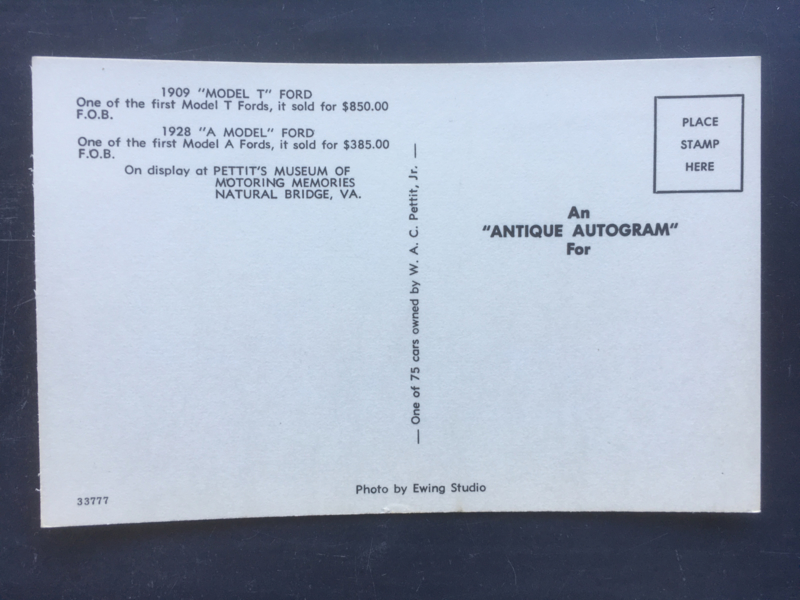 1909 "MODEL T" FORD
One of the first Model T Fords, it sold for $850.00
F.O.B.
1928 "A MODEL" FORD
One of the first Model A Fords, it sold for $385.00
F.O.B.
On display at PETTIT'S MUSEUM OF
MOTORING MEMORIES
NATURAL BRIDGE, VA.
— One of 75 cars owned by W. A. C. Pettit, Jr. —
PLACE
STAMP
HERE
An
"ANTIQUE AUTOGRAM"
For
Photo by Ewing Studio
33777